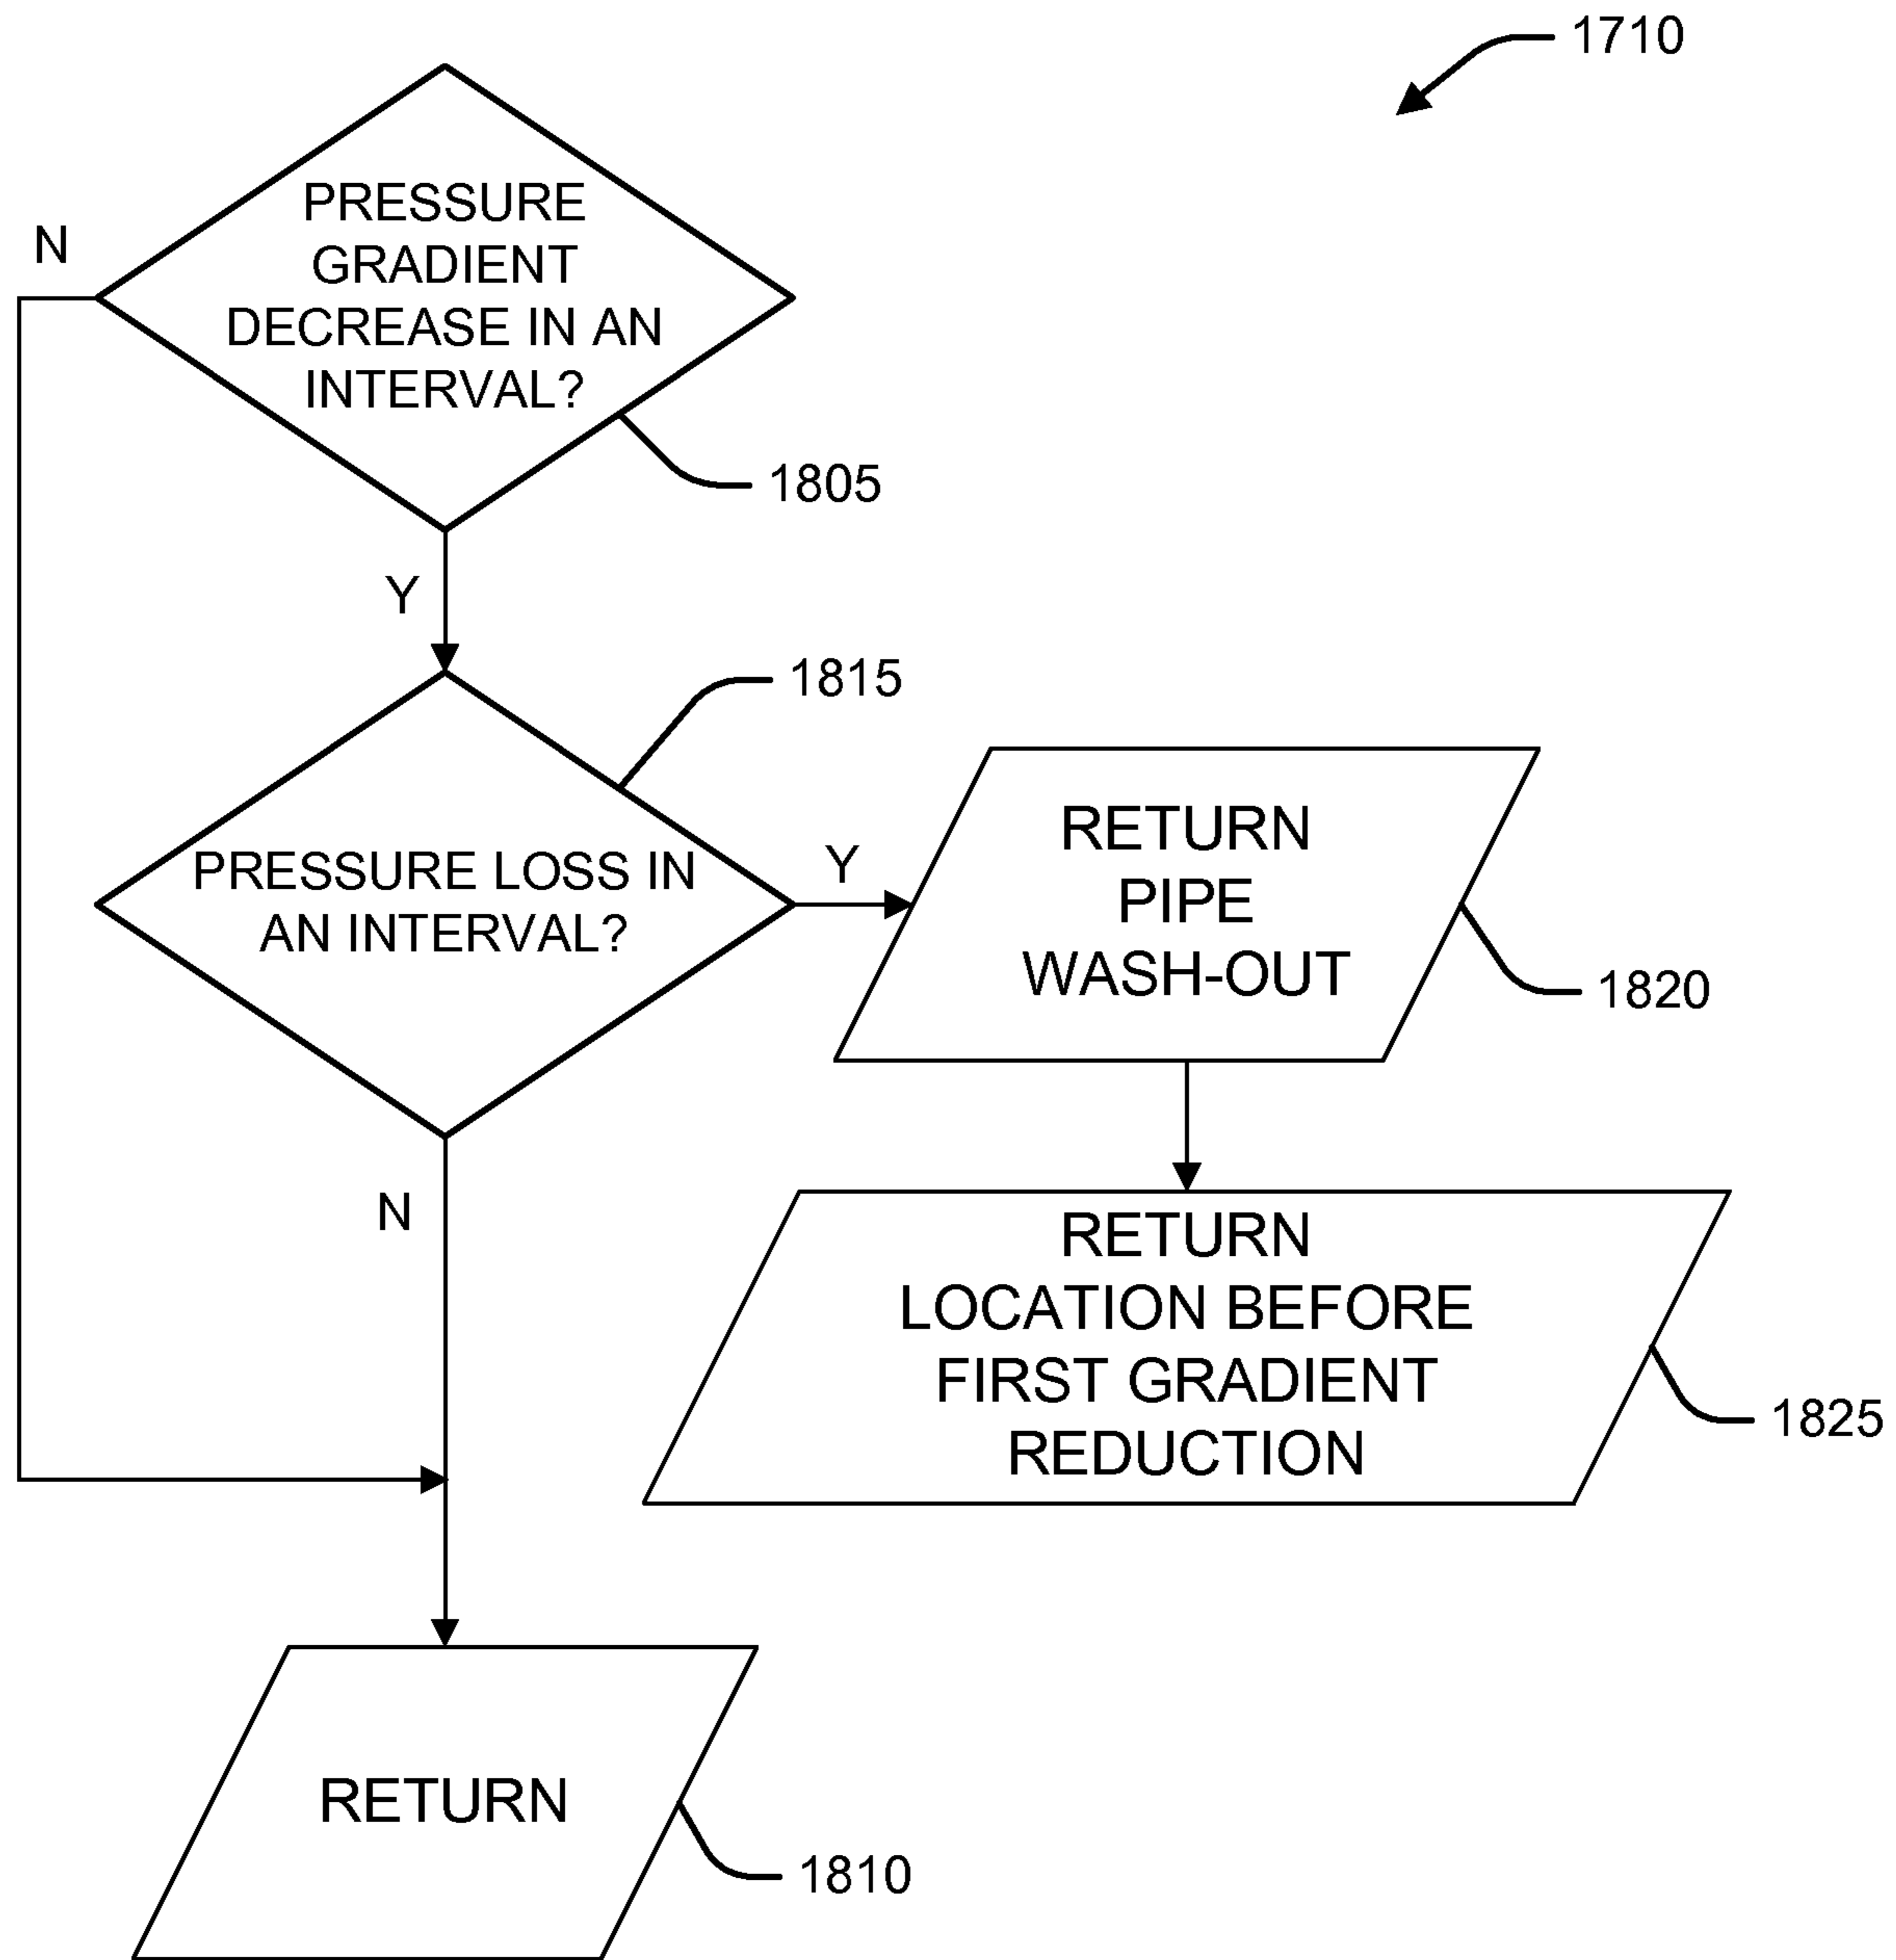 1710
PRESSURE
GRADIENT
DECREASE IN AN
INTERVAL?
N
1805
Y
1815
PRESSURE LOSS IN
AN INTERVAL?
Y
RETURN
PIPE
WASH-OUT
1820
N
RETURN
LOCATION BEFORE
FIRST GRADIENT
REDUCTION
1825
RETURN
1810